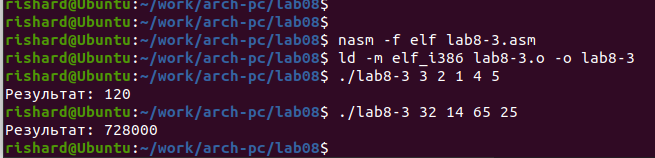 rishard@Ubuntu:~/work/arch-pc/lab08$
rishard@Ubuntu:~/work/arch-pc/lab08$
rishard@Ubuntu:~/work/arch-pc/lab08$ nasm -f elf lab8-3.asm
rishard@Ubuntu:~/work/arch-pc/lab08$ ld -m elf_i386 lab8-3.o -o lab8-3
rishard@Ubuntu:~/work/arch-pc/lab08$ ./lab8-3 3 2 1 4 5
Результат: 120
rishard@Ubuntu:~/work/arch-pc/lab08$ ./lab8-3 32 14 65 25
Результат: 728000
rishard@Ubuntu:~/work/arch-pc/lab08$